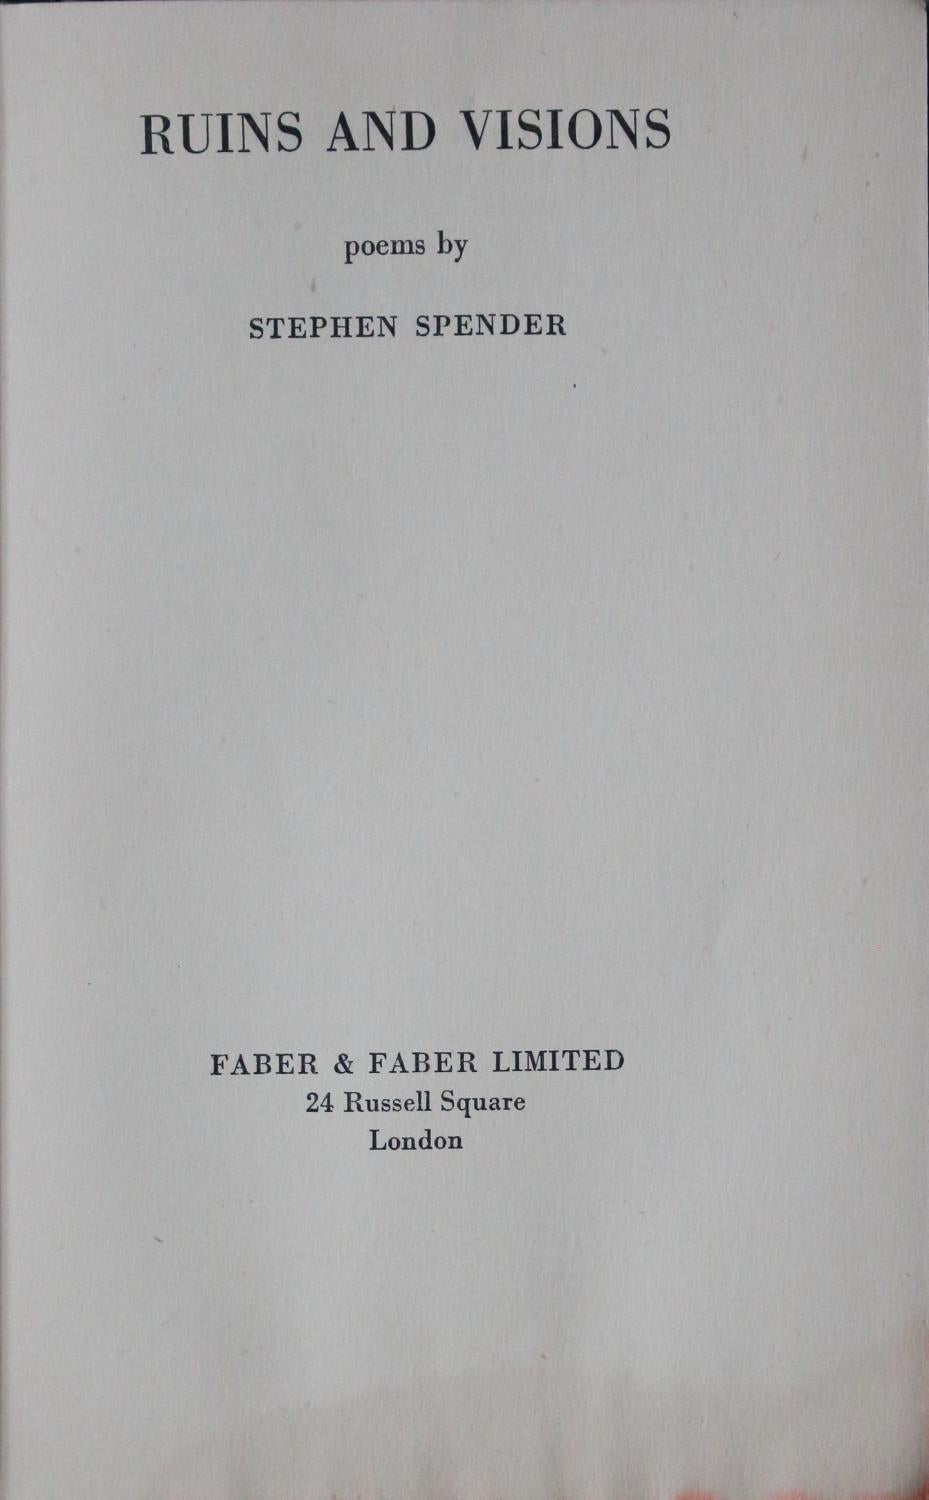 RUINS AND VISIONS
poems by
STEPHEN SPENDER
FABER & FABER LIMITED
24 Russell Square
London